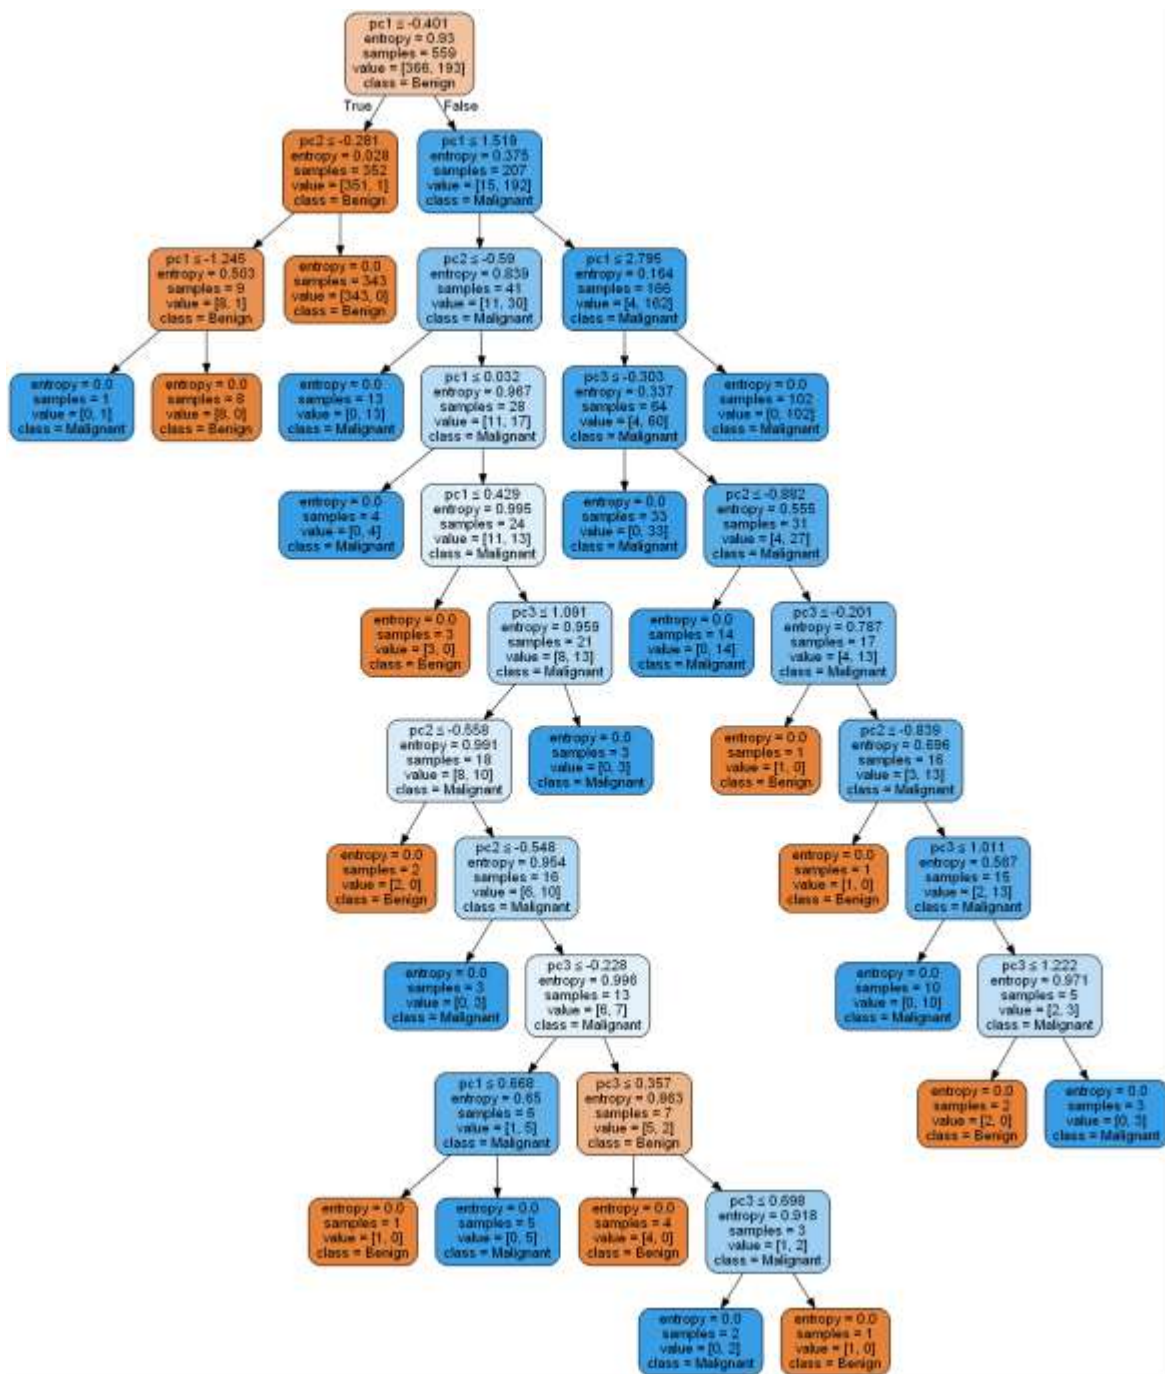 pc1 ≤ -0.401
entropy = 0.93
samples = 559
value = [366, 193]
class = Benign
True
False
pc2 ≤ -0.281
entropy = 0.028
samples = 352
value = [351, 1]
class = Benign
pc1 ≤ 1.519
entropy = 0.375
samples = 207
value = [15, 192]
class = Malignant
pc1 ≤ -1.245
entropy = 0.503
samples = 9
value = [8, 1]
class = Benign
entropy = 0.0
samples = 343
value = [343, 0]
class = Benign
pc2 ≤ -0.59
entropy = 0.839
samples = 41
value = [11, 30]
class = Malignant
pc1 ≤ 2.795
entropy = 0.164
samples = 166
value = [4, 162]
class = Malignant
entropy = 0.0
samples = 1
value = [0, 1]
class = Malignant
entropy = 0.0
samples = 8
value = [8, 0]
class = Benign
entropy = 0.0
samples = 13
value = [0, 13]
class = Malignant
pc1 ≤ 0.032
entropy = 0.967
samples = 28
value = [11, 17]
class = Malignant
pc3 ≤ -0.303
entropy = 0.337
samples = 64
value = [4, 60]
class = Malignant
entropy = 0.0
samples = 102
value = [0, 102]
class = Malignant
entropy = 0.0
samples = 4
value = [0, 4]
class = Malignant
pc1 ≤ 0.429
entropy = 0.995
samples = 24
value = [11, 13]
class = Malignant
entropy = 0.0
samples = 33
value = [0, 33]
class = Malignant
pc2 ≤ -0.882
entropy = 0.555
samples = 31
value = [4, 27]
class = Malignant
entropy = 0.0
samples = 3
value = [3, 0]
class = Benign
pc3 ≤ 1.091
entropy = 0.959
samples = 21
value = [8, 13]
class = Malignant
entropy = 0.0
samples = 14
value = [0, 14]
class = Malignant
pc3 ≤ -0.201
entropy = 0.787
samples = 17
value = [4, 13]
class = Malignant
pc2 ≤ -0.558
entropy = 0.991
samples = 18
value = [8, 10]
class = Malignant
entropy = 0.0
samples = 3
value = [0, 3]
class = Malignant
entropy = 0.0
samples = 1
value = [1, 0]
class = Benign
pc2 ≤ -0.839
entropy = 0.696
samples = 16
value = [3, 13]
class = Malignant
entropy = 0.0
samples = 2
value = [2, 0]
class = Benign
pc2 ≤ -0.548
entropy = 0.954
samples = 16
value = [6, 10]
class = Malignant
entropy = 0.0
samples = 1
value = [1, 0]
class = Benign
pc3 ≤ 1.011
entropy = 0.567
samples = 15
value = [2, 13]
class = Malignant
entropy = 0.0
samples = 3
value = [0, 3]
class = Malignant
pc3 ≤ -0.228
entropy = 0.996
samples = 13
value = [6, 7]
class = Malignant
entropy = 0.0
samples = 10
value = [0, 10]
class = Malignant
pc3 ≤ 1.222
entropy = 0.971
samples = 5
value = [2, 3]
class = Malignant
pc1 ≤ 0.668
entropy = 0.65
samples = 6
value = [1, 5]
class = Malignant
pc3 ≤ 0.357
entropy = 0.863
samples = 7
value = [5, 2]
class = Benign
entropy = 0.0
samples = 2
value = [2, 0]
class = Benign
entropy = 0.0
samples = 3
value = [0, 3]
class = Malignant
entropy = 0.0
samples = 1
value = [1, 0]
class = Benign
entropy = 0.0
samples = 5
value = [0, 5]
class = Malignant
entropy = 0.0
samples = 4
value = [4, 0]
class = Benign
pc3 ≤ 0.698
entropy = 0.918
samples = 3
value = [1, 2]
class = Malignant
entropy = 0.0
samples = 2
value = [0, 2]
class = Malignant
entropy = 0.0
samples = 1
value = [1, 0]
class = Benign